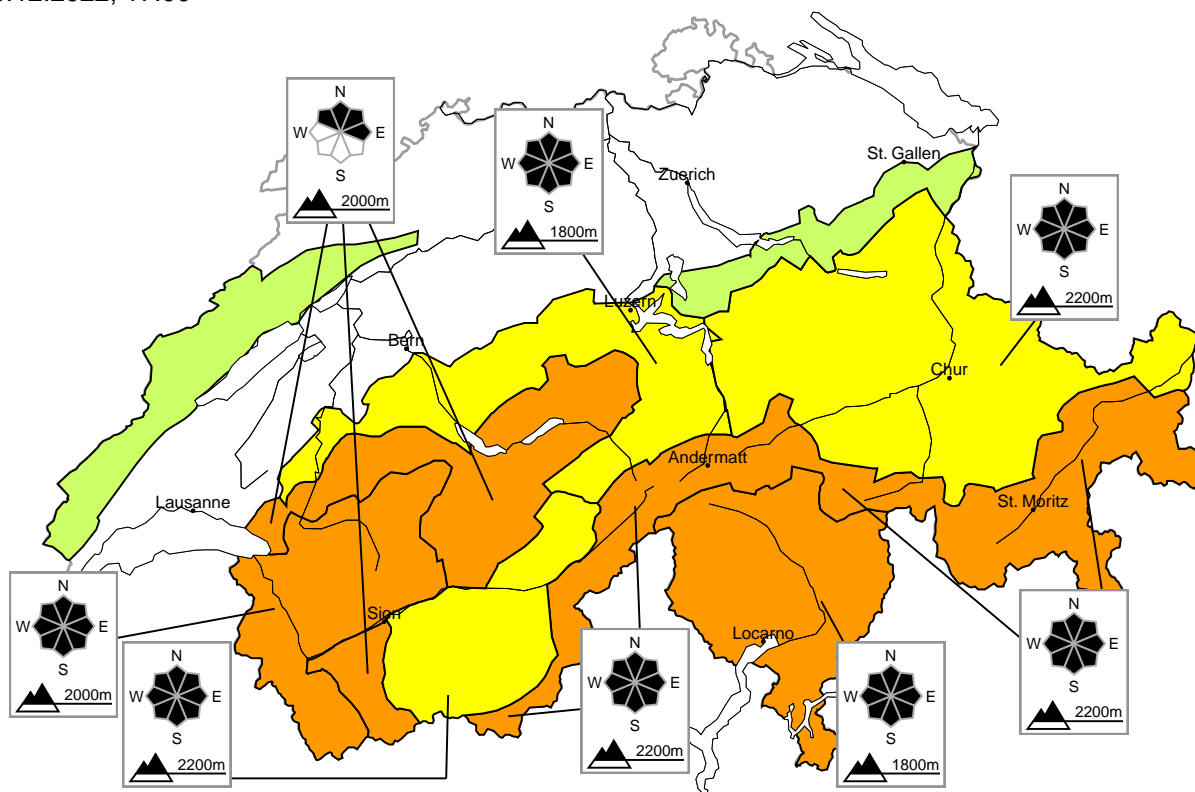 N
W E
S
2000m
N
W E
S
1800m
Zuerich
St. Gallen
N
W E
S
2200m
Luzern
Bern
Chur
Andermatt
Lausanne
St. Moritz
N
W E
S
2000m
Sion
Locarno
N
W E
S
2200m
N
W E
S
2200m
N
W E
S
1800m
N
W E
S
2200m